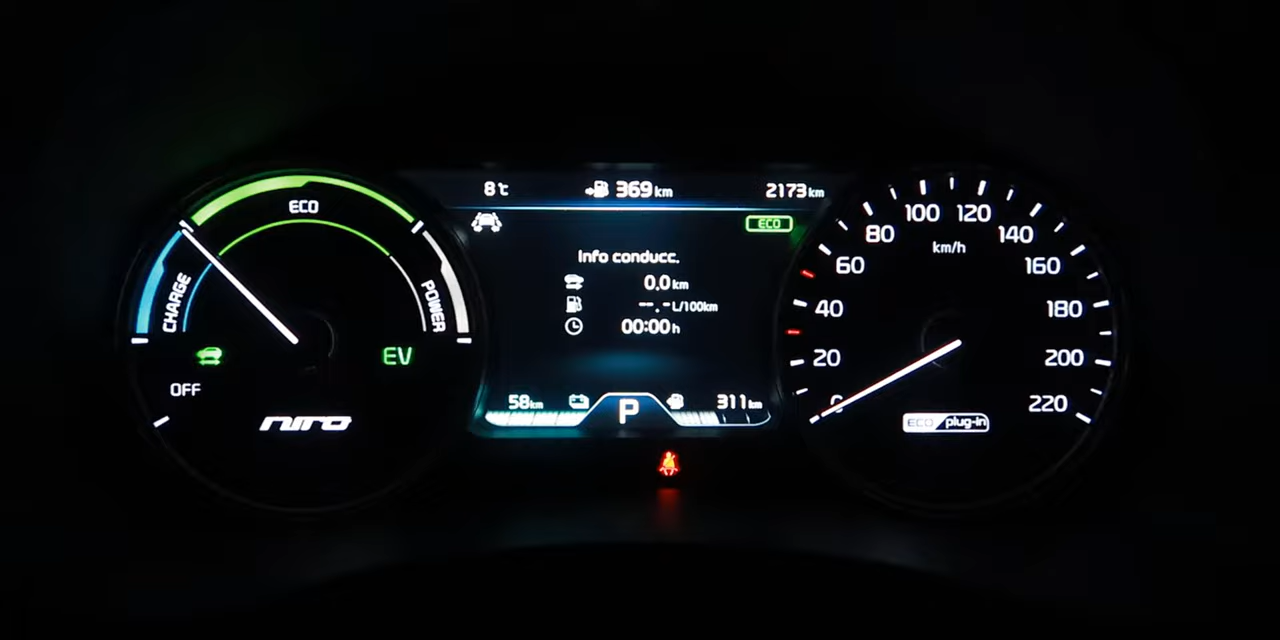 8°C 369 km 2173 km
ECO
ECO
Info conducc.
0.0 km
--.- L/100km
00:00 h
CHARGE
POWER
EV
OFF
NIRO
58 km P 311 km
km/h
0
20
40
60
80
100
120
140
160
180
200
220
ECO plug-in